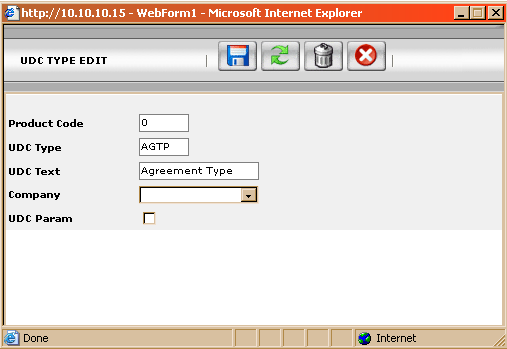 http://10.10.10.15 - WebForm1 - Microsoft Internet Explorer
UDC TYPE EDIT
Product Code 0
UDC Type AGTP
UDC Text Agreement Type
Company
UDC Param
Done Internet